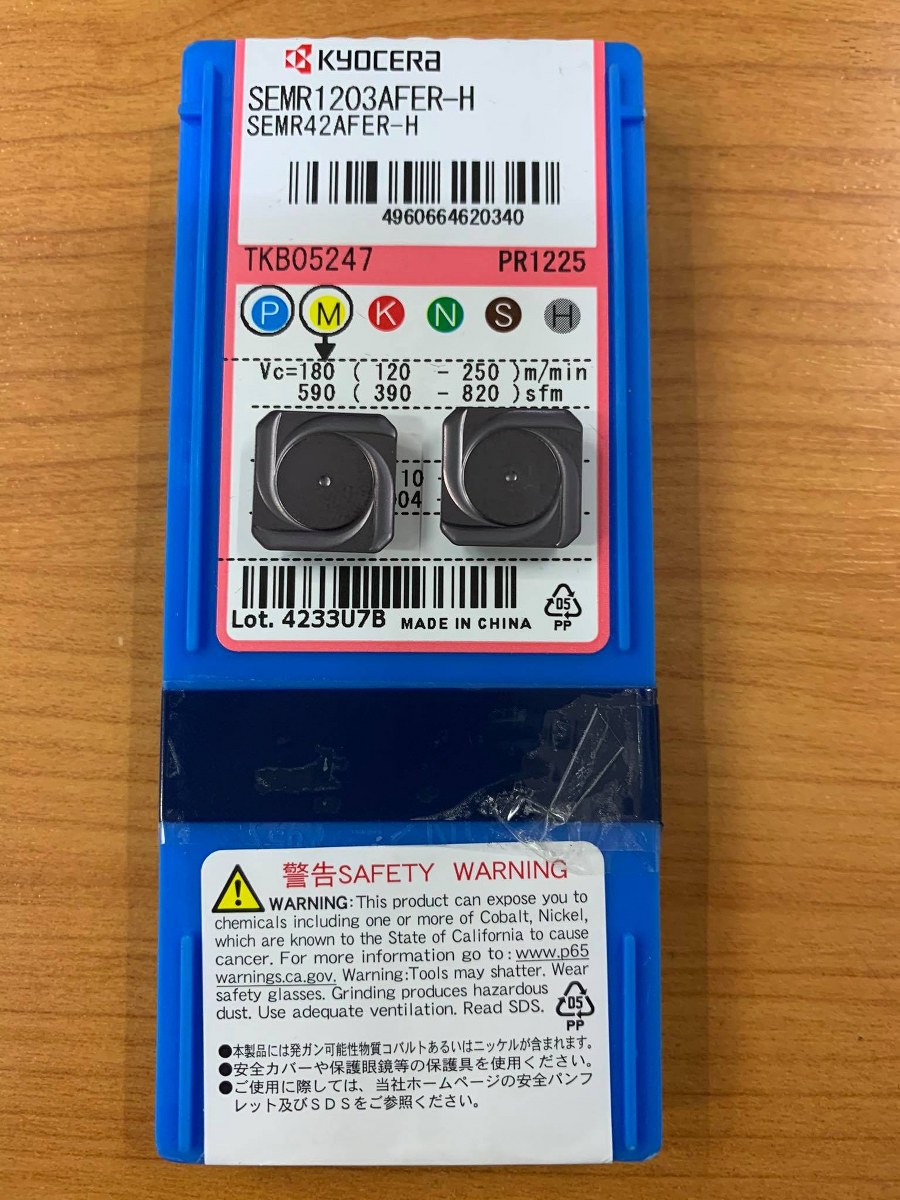 KYOCERA
SEMR1203AFER-H
SEMR42AFER-H
4960664620340
TKB05247 PR1225
P M K N S H
Vc=180 ( 120 - 250 )m/min
590 ( 390 - 820 )sfm
10
04
Lot. 4233U7B MADE IN CHINA
05
PP
警告SAFETY WARNING
WARNING:This product can expose you to
chemicals including one or more of Cobalt, Nickel,
which are known to the State of California to cause
cancer. For more information go to : www.p65
warnings.ca.gov. Warning:Tools may shatter. Wear
safety glasses. Grinding produces hazardous
dust. Use adequate ventilation. Read SDS.
05
PP
●本製品には発ガン可能性物質コバルトあるいはニッケルが含まれます。
●安全カバーや保護眼鏡等の保護具を使用ください。
●ご使用に際しては、当社ホームページの安全パンフ
レット及びSDSをご参照ください。